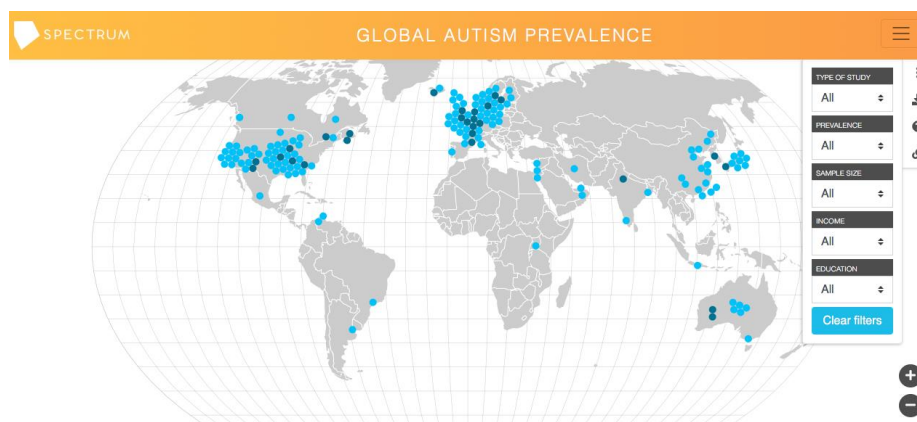 SPECTRUM
GLOBAL AUTISM PREVALENCE
TYPE OF STUDY
All
PREVALENCE
All
SAMPLE SIZE
All
INCOME
All
EDUCATION
All
Clear filters